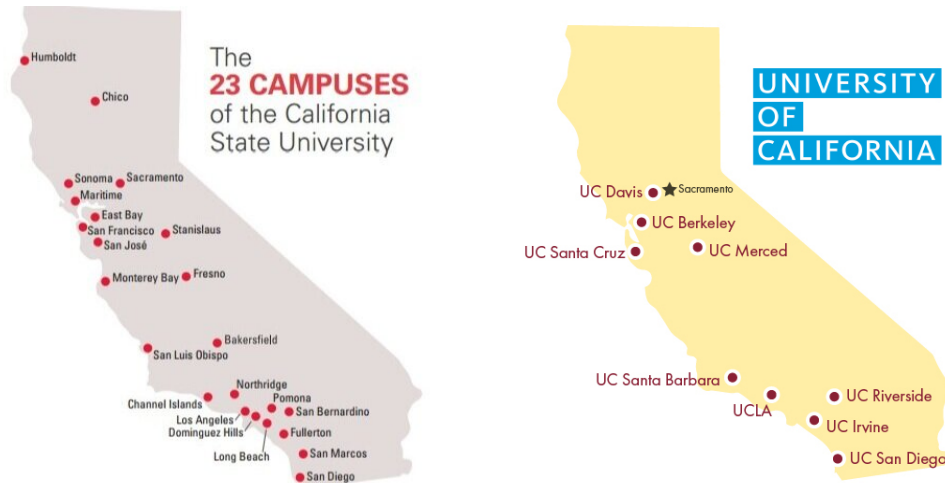 The
23 CAMPUSES
of the California
State University
Humboldt
Chico
Sonoma
Sacramento
Maritime
East Bay
San Francisco
San José
Stanislaus
Monterey Bay
Fresno
San Luis Obispo
Bakersfield
Channel Islands
Northridge
Pomona
Los Angeles
San Bernardino
Dominguez Hills
Fullerton
Long Beach
San Marcos
San Diego
UNIVERSITY
OF
CALIFORNIA
UC Davis
Sacramento
UC Berkeley
UC Santa Cruz
UC Merced
UC Santa Barbara
UCLA
UC Riverside
UC Irvine
UC San Diego